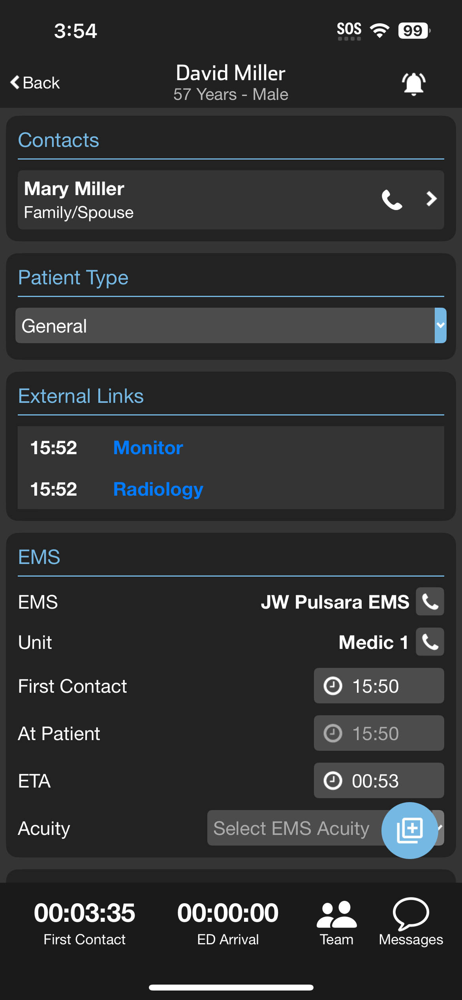 3:54
SOS
99
Back
David Miller
57 Years - Male
Contacts
Mary Miller
Family/Spouse
Patient Type
General
External Links
15:52 Monitor
15:52 Radiology
EMS
EMS JW Pulsara EMS
Unit Medic 1
First Contact 15:50
At Patient 15:50
ETA 00:53
Acuity Select EMS Acuity
00:03:35 00:00:00
First Contact ED Arrival Team Messages